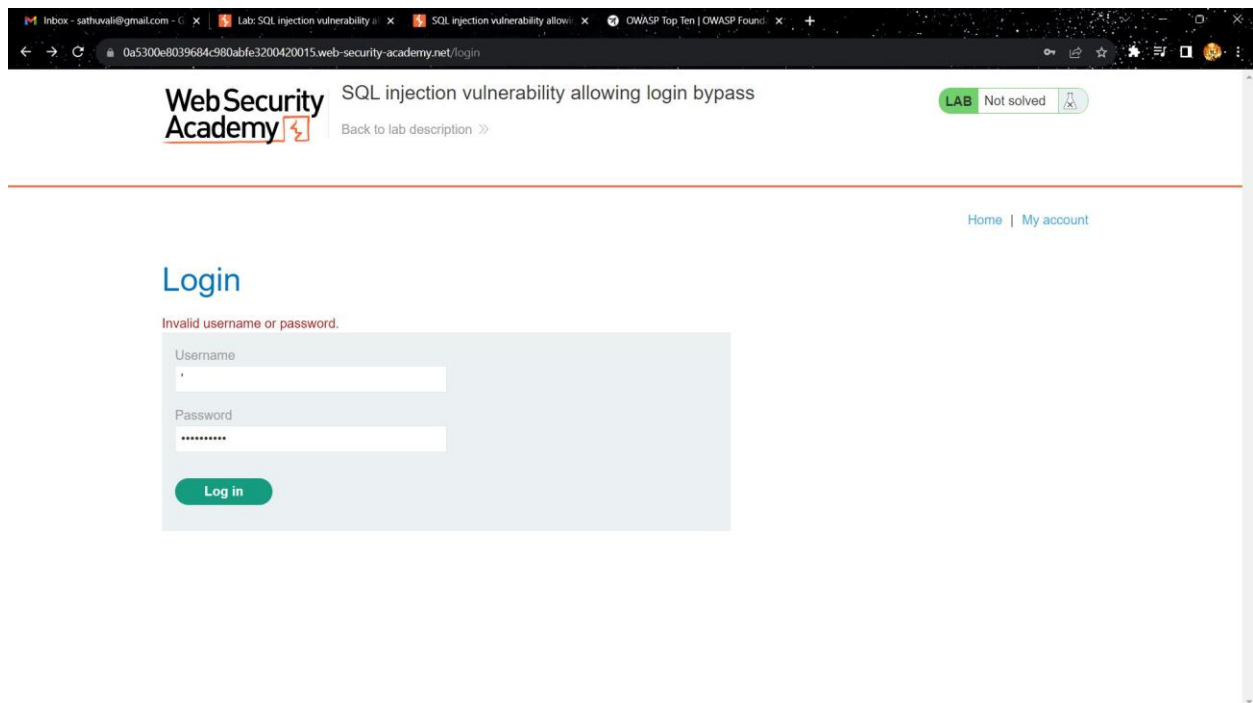 Inbox - sathuvali@gmail.com - G
Lab: SQL injection vulnerability al
SQL injection vulnerability allowin
OWASP Top Ten | OWASP Found
0a5300e8039684c980abfe3200420015.web-security-academy.net/login
Web Security
Academy
SQL injection vulnerability allowing login bypass
Back to lab description
LAB Not solved
Home | My account
Login
Invalid username or password.
Username
'
Password
••••••••••
Log in